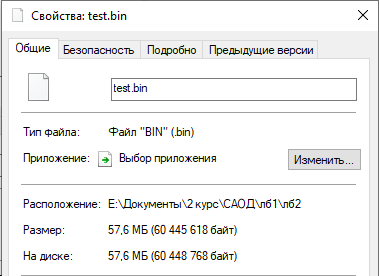 Свойства: test.bin
Общие Безопасность Подробно Предыдущие версии
test.bin
Тип файла: Файл "BIN" (.bin)
Приложение: Выбор приложения Изменить...
Расположение: E:\Документы\2 курс\САОД\лб1\лб2
Размер: 57,6 МБ (60 445 618 байт)
На диске: 57,6 МБ (60 448 768 байт)